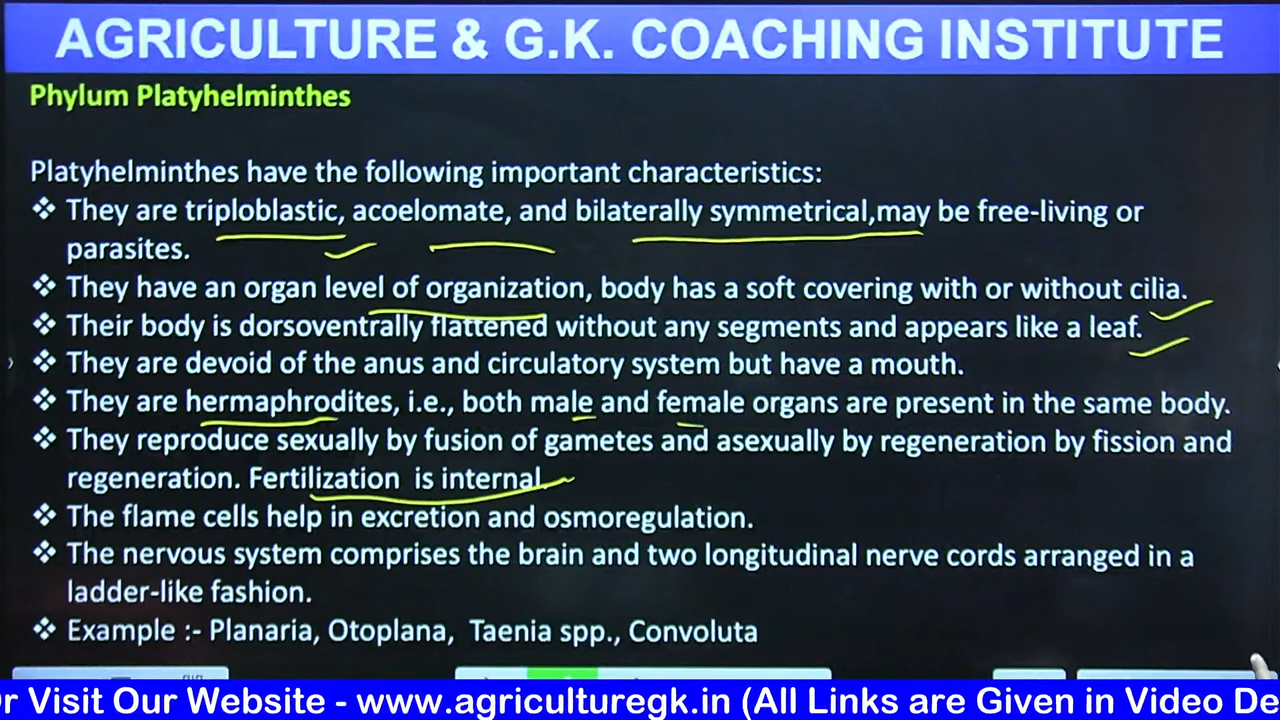 AGRICULTURE & G.K. COACHING INSTITUTE
Phylum Platyhelminthes
Platyhelminthes have the following important characteristics:
❖ They are triploblastic, acoelomate, and bilaterally symmetrical,may be free-living or
parasites.
❖ They have an organ level of organization, body has a soft covering with or without cilia.
❖ Their body is dorsoventrally flattened without any segments and appears like a leaf.
❖ They are devoid of the anus and circulatory system but have a mouth.
❖ They are hermaphrodites, i.e., both male and female organs are present in the same body.
❖ They reproduce sexually by fusion of gametes and asexually by regeneration by fission and
regeneration. Fertilization is internal.
❖ The flame cells help in excretion and osmoregulation.
❖ The nervous system comprises the brain and two longitudinal nerve cords arranged in a
ladder-like fashion.
❖ Example :- Planaria, Otoplana, Taenia spp., Convoluta
r Visit Our Website - www.agriculturegk.in (All Links are Given in Video De